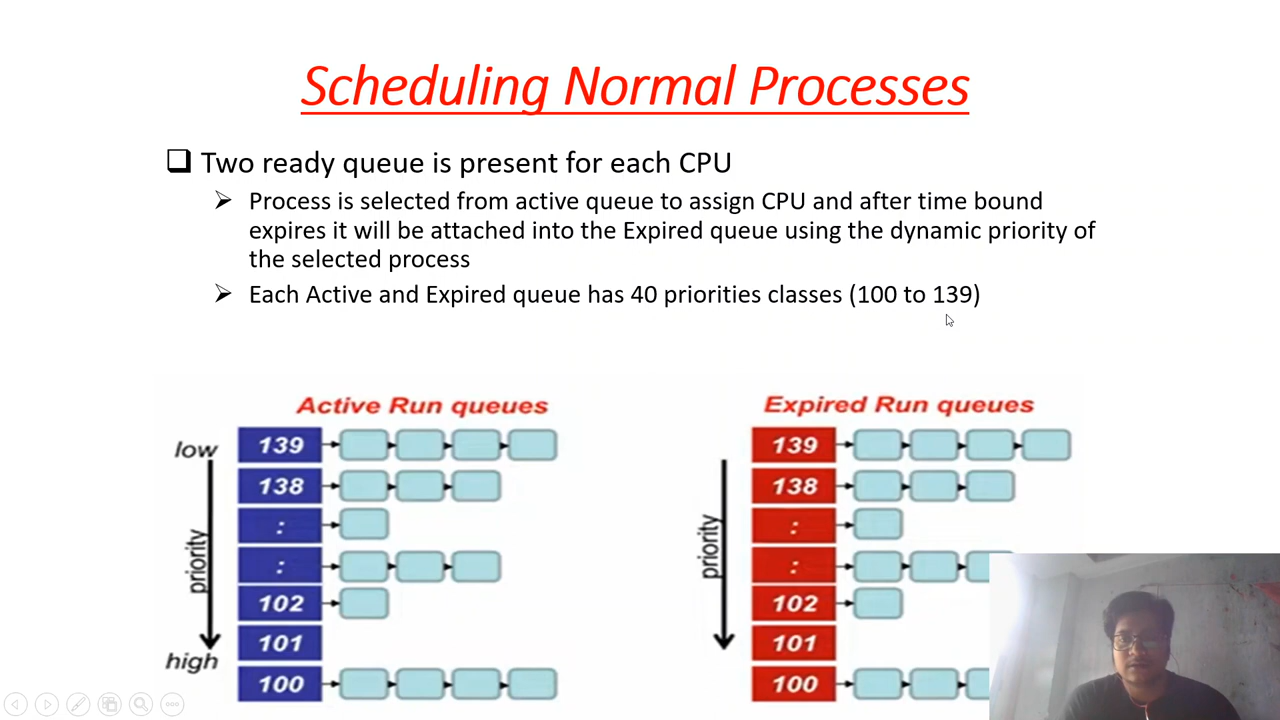 Scheduling Normal Processes
Two ready queue is present for each CPU
Process is selected from active queue to assign CPU and after time bound
expires it will be attached into the Expired queue using the dynamic priority of
the selected process
Each Active and Expired queue has 40 priorities classes (100 to 139)
Active Run queues
low
139
138
:
:
102
101
100
priority
high
Expired Run queues
139
138
:
:
102
101
100
priority